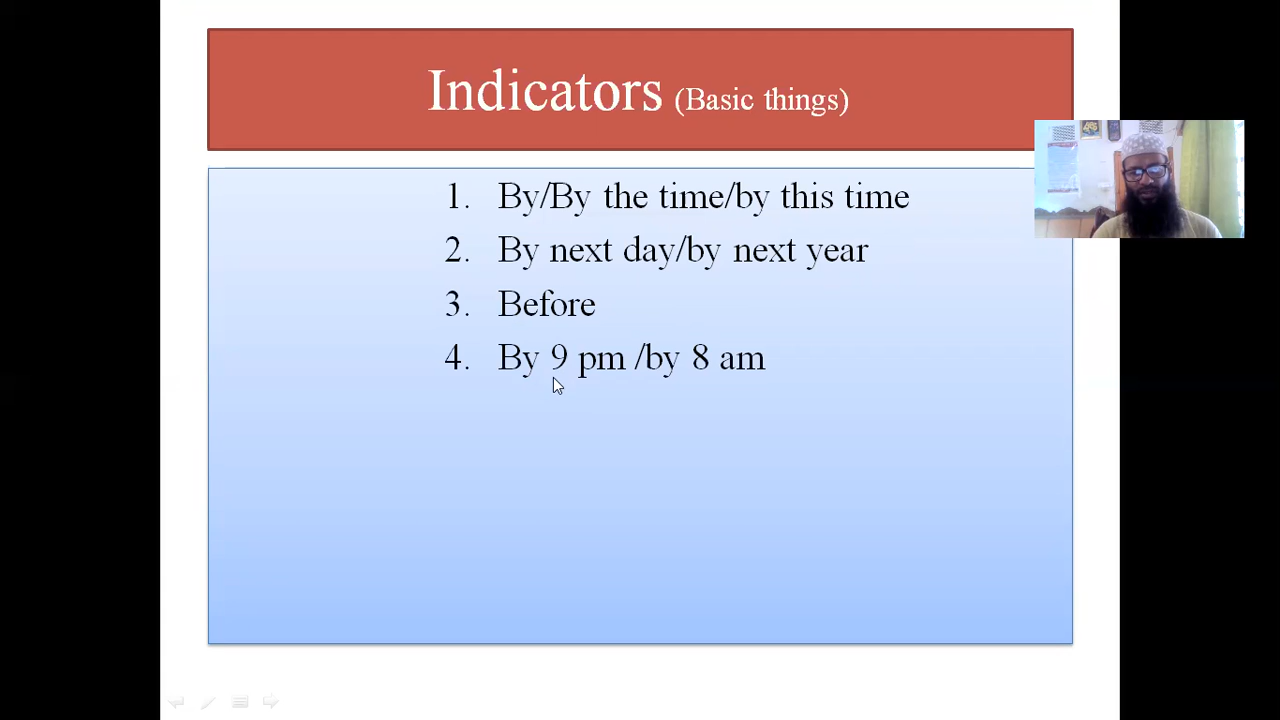 Indicators (Basic things)
1. By/By the time/by this time
2. By next day/by next year
3. Before
4. By 9 pm /by 8 am